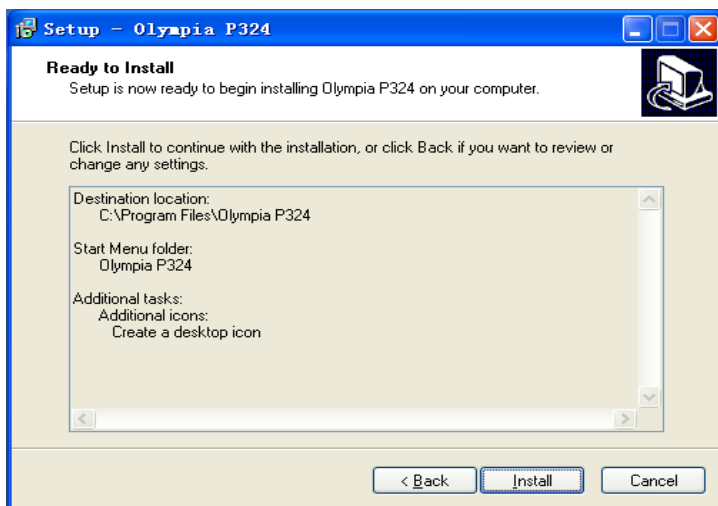 Setup - Olympia P324
Ready to Install
Setup is now ready to begin installing Olympia P324 on your computer.
Click Install to continue with the installation, or click Back if you want to review or
change any settings.
Destination location:
C:\Program Files\Olympia P324
Start Menu folder:
Olympia P324
Additional tasks:
Additional icons:
Create a desktop icon
< Back
Install
Cancel